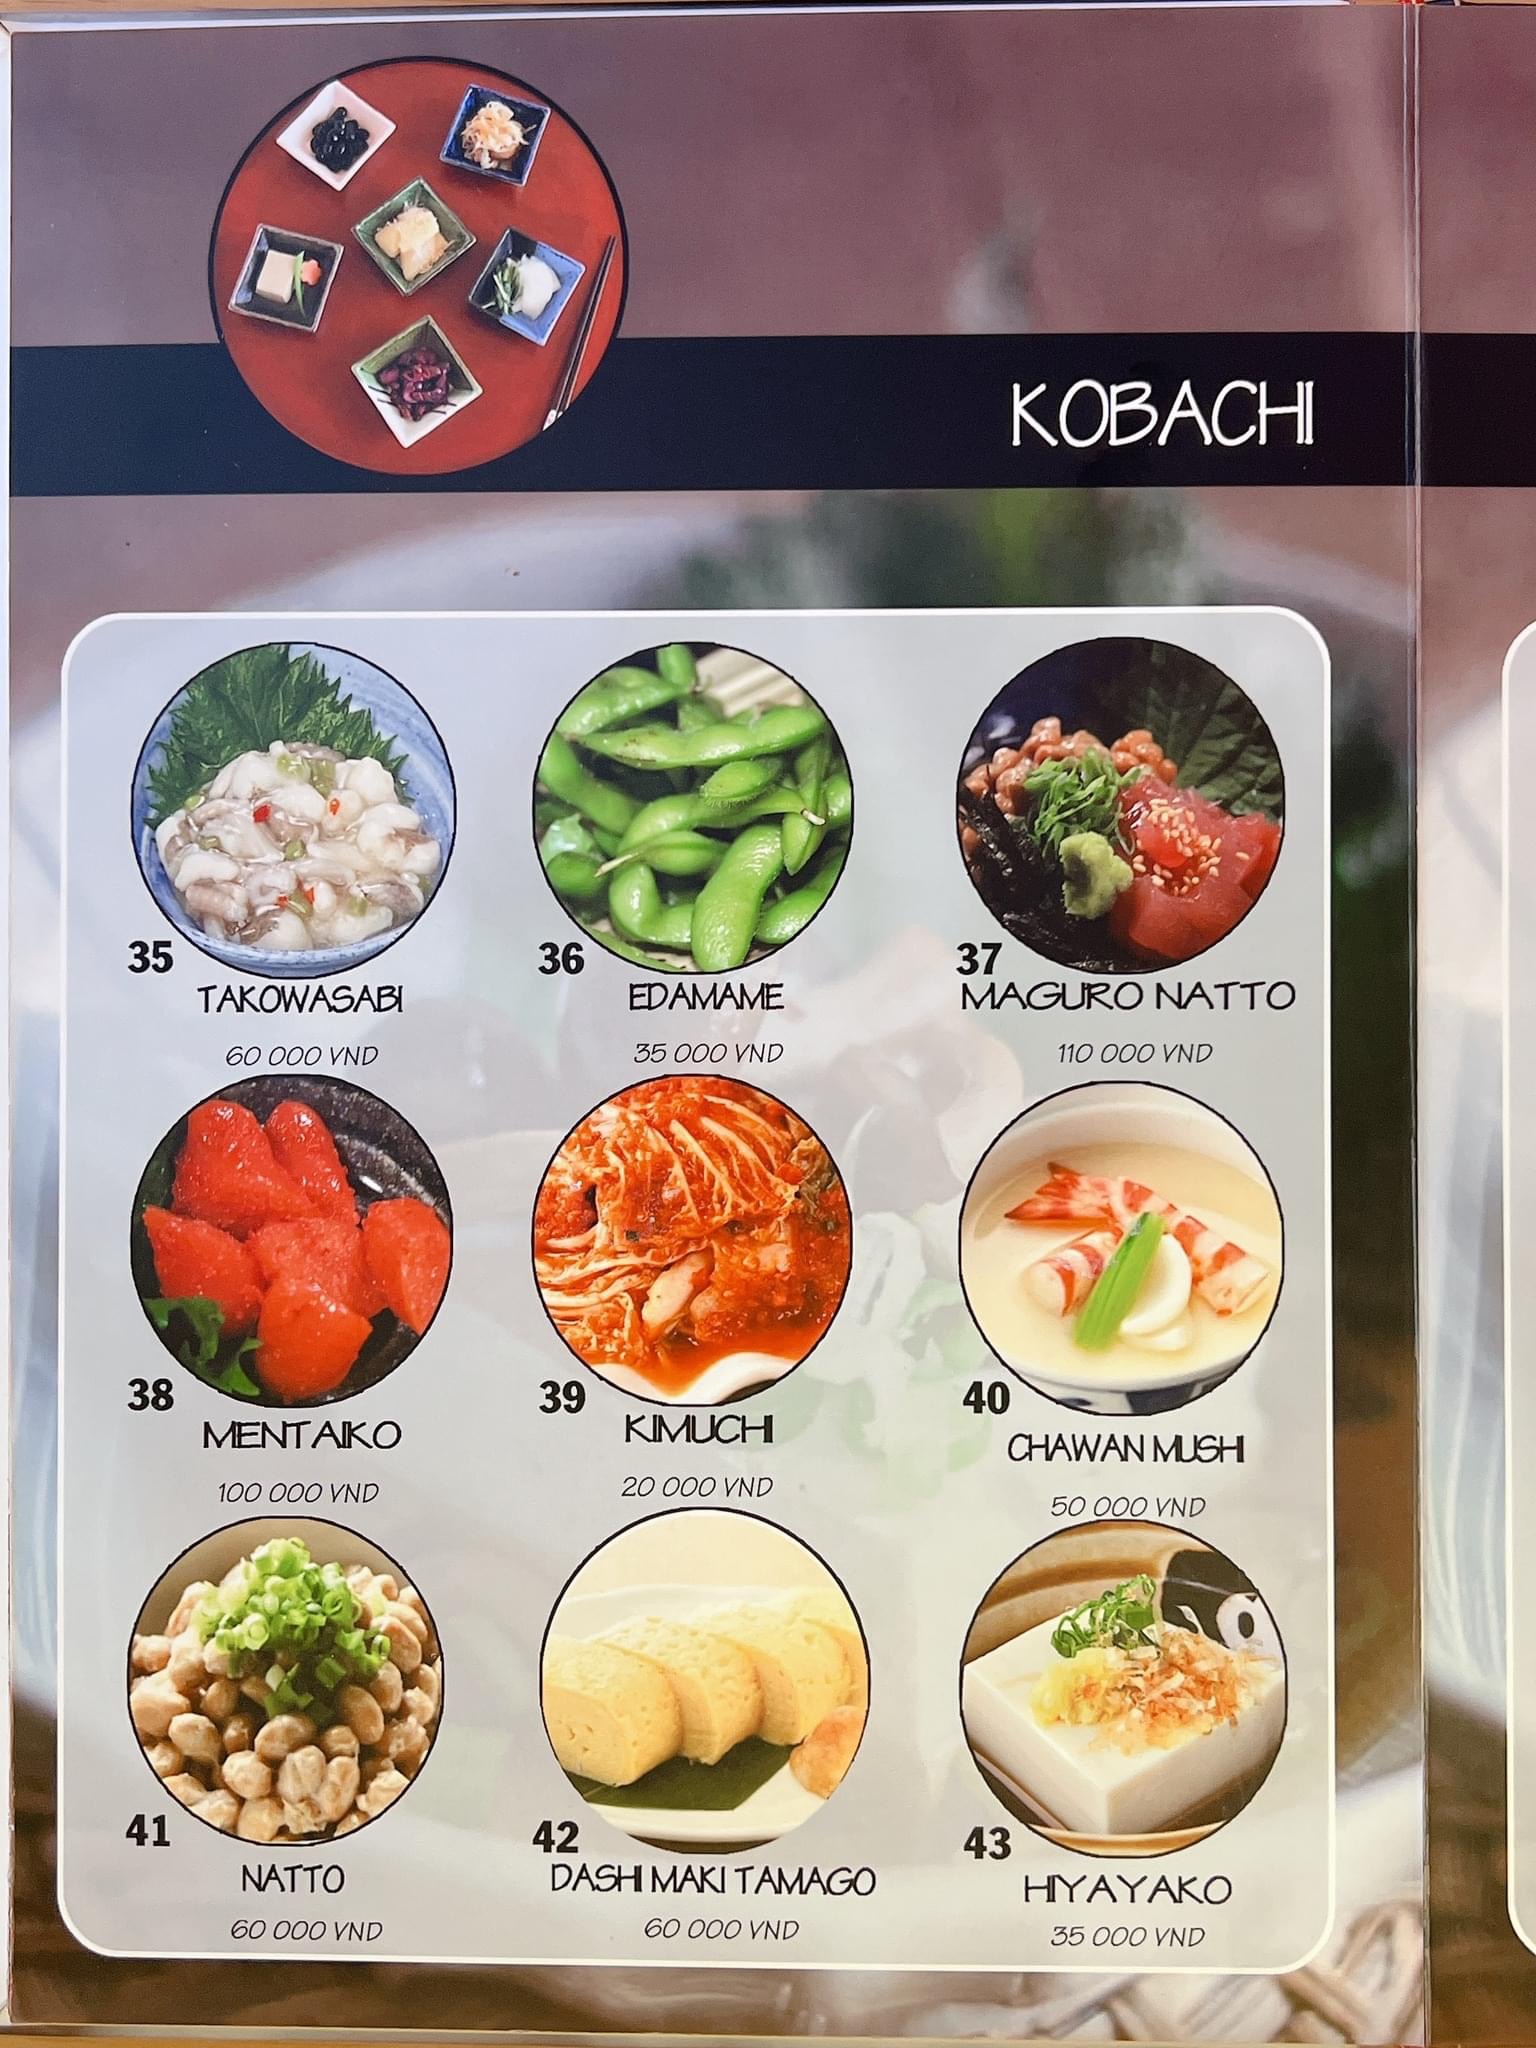 KOBACHI
35
TAKOWASABI
60 000 VND
36
EDAMAME
35 000 VND
37
MAGURO NATTO
110 000 VND
38
MENTAIKO
100 000 VND
39
KIMUCHI
20 000 VND
40
CHAWAN MUSHI
50 000 VND
41
NATTO
60 000 VND
42
DASHI MAKI TAMAGO
60 000 VND
43
HIYAYAKO
35 000 VND